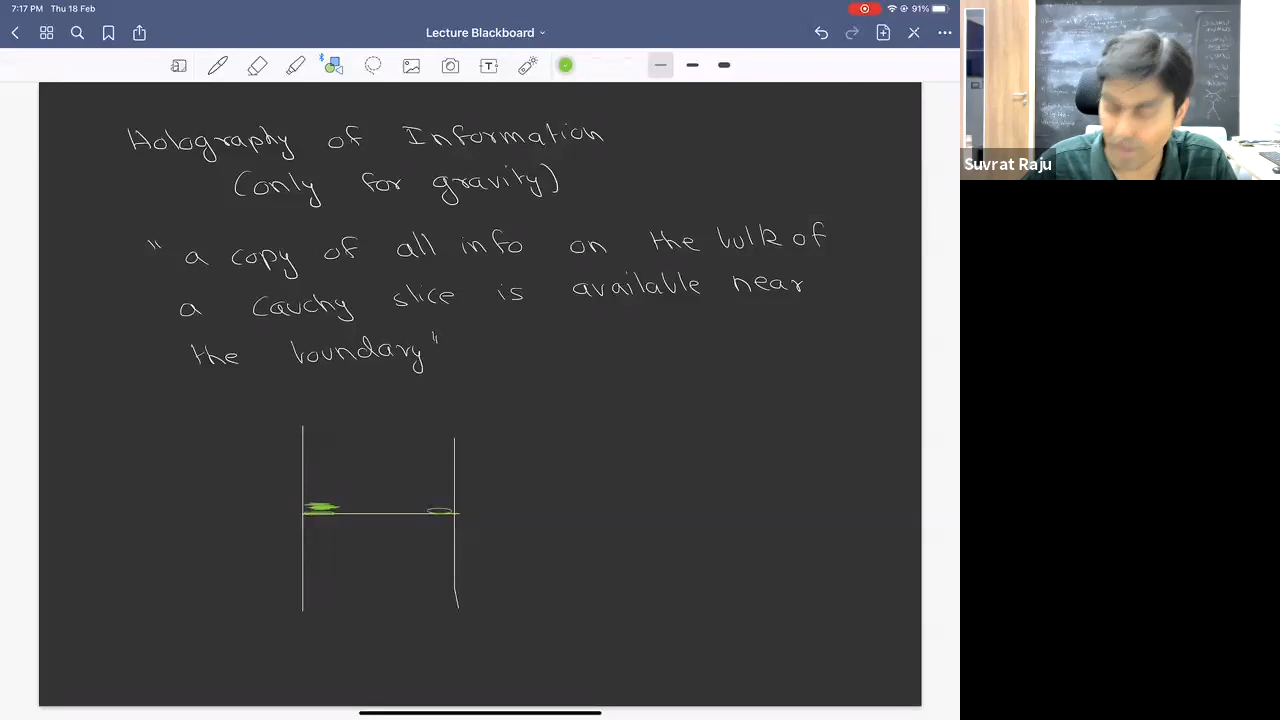 7:17 PM Thu 18 Feb
91%
Lecture Blackboard
T
Holography of Information
(only for gravity)
" a copy of all info on the bulk of
a cauchy slice is available near
the boundary"
Suvrat Raju